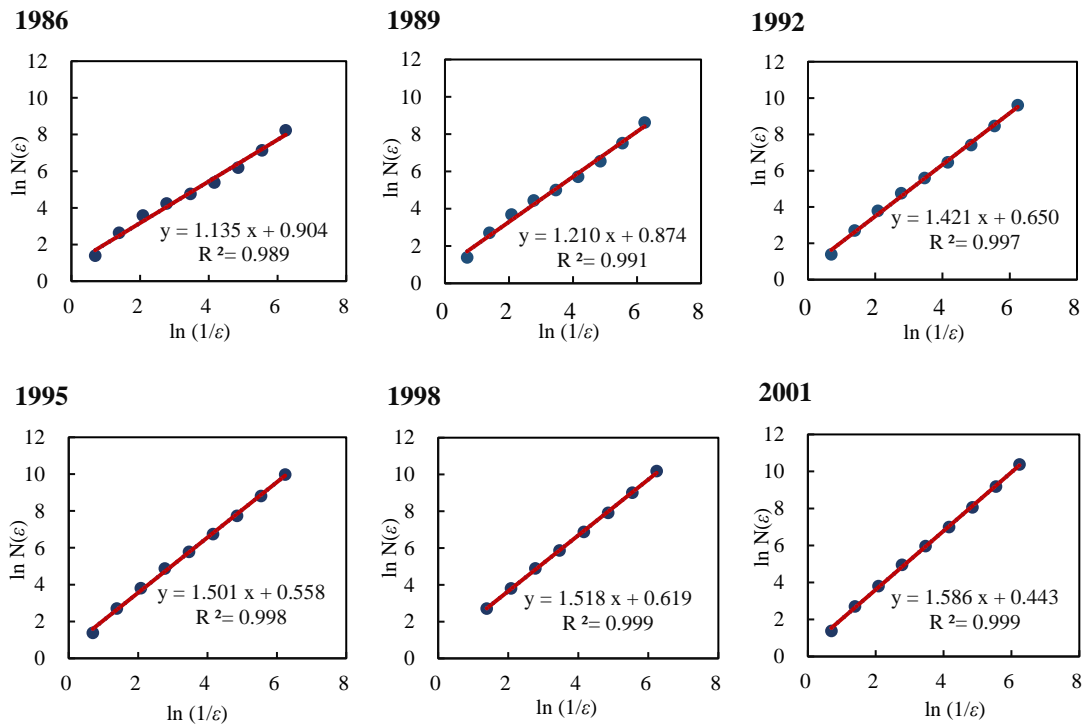 1986
12
10
8
6
4
2
0
ln N(ε)
y = 1.135 x + 0.904
R ²= 0.989
0 2 4 6 8
ln (1/ε)
1989
12
10
8
6
4
2
0
ln N(ε)
y = 1.210 x + 0.874
R ²= 0.991
0 2 4 6 8
ln (1/ε)
1992
12
10
8
6
4
2
0
ln N(ε)
y = 1.421 x + 0.650
R ²= 0.997
0 2 4 6 8
ln (1/ε)
1995
12
10
8
6
4
2
0
ln N(ε)
y = 1.501 x + 0.558
R ²= 0.998
0 2 4 6 8
ln (1/ε)
1998
12
10
8
6
4
2
0
ln N(ε)
y = 1.518 x + 0.619
R ²= 0.999
0 2 4 6 8
ln (1/ε)
2001
12
10
8
6
4
2
0
ln N(ε)
y = 1.586 x + 0.443
R ²= 0.999
0 2 4 6 8
ln (1/ε)